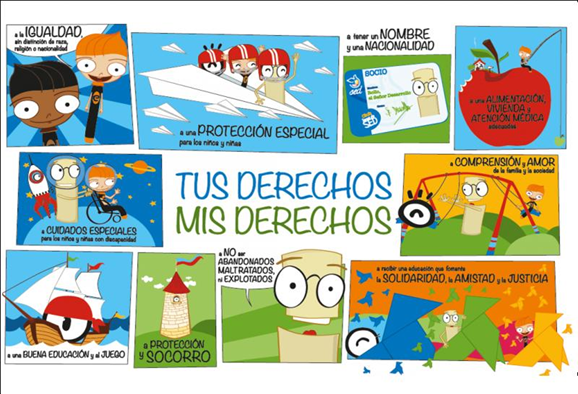 a la IGUALDAD,
sin distinción de raza,
religión o nacionalidad
a una PROTECCIÓN ESPECIAL
para los niños y niñas
a tener un NOMBRE
y una NACIONALIDAD
SOCIO
a una ALIMENTACIÓN,
VIVIENDA y
ATENCIÓN MÉDICA
adecuadas
a CUIDADOS ESPECIALES
para los niños y niñas con discapacidad
TUS DERECHOS
MIS DERECHOS
a COMPRENSIÓN y AMOR
de la familia y la sociedad
a una BUENA EDUCACIÓN y al JUEGO
a PROTECCIÓN
y SOCORRO
a NO ser
ABANDONADOS
MALTRATADOS,
ni EXPLOTADOS
a recibir una educación que fomente
la SOLIDARIDAD, la AMISTAD y la JUSTICIA